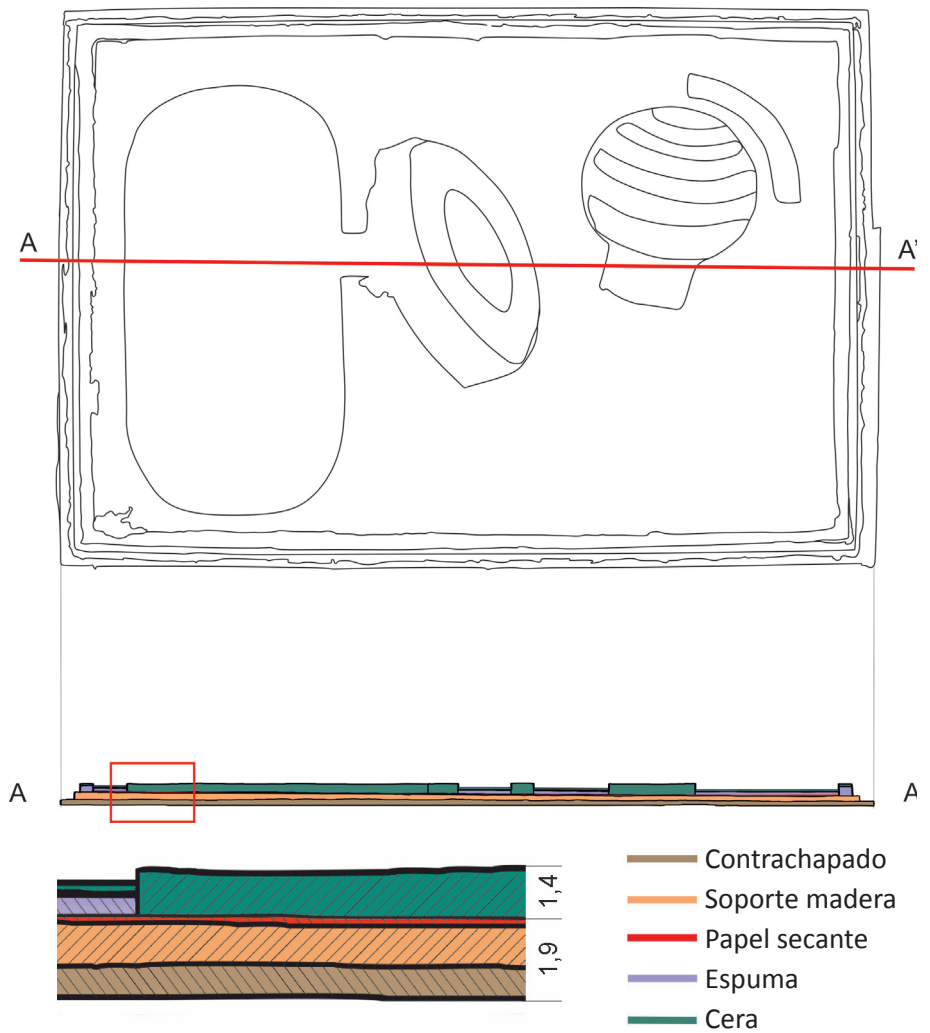 A
A'
A
A
1,4
1,9
Contrachapado
Soporte madera
Papel secante
Espuma
Cera